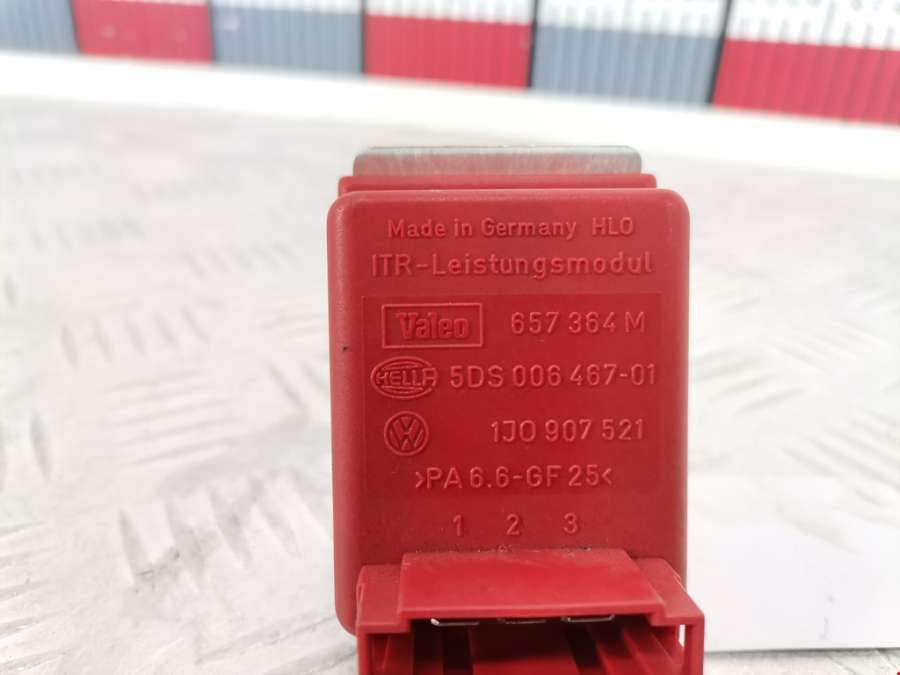 Made in Germany HLO
ITR-Leistungsmodul
Valeo 657 364 M
HELLA 5DS 006 467-01
VW 1J0 907 521
>PA 6.6-GF 25<
1 2 3